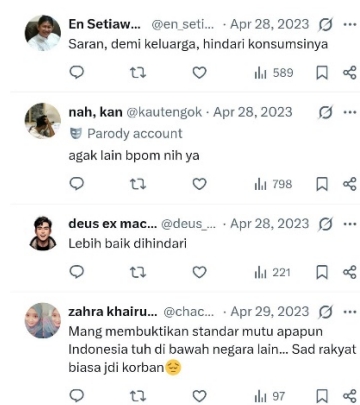 En Setiaw... @en_seti... · Apr 28, 2023
Saran, demi keluarga, hindari konsumsinya
589
nah, kan @kautengok · Apr 28, 2023
Parody account
agak lain bpom nih ya
798
deus ex mac... @deus_... · Apr 28, 2023
Lebih baik dihindari
221
zahra khairu... @chac... · Apr 29, 2023
Mang membuktikan standar mutu apapun
Indonesia tuh di bawah negara lain... Sad rakyat
biasa jdi korban😔
97